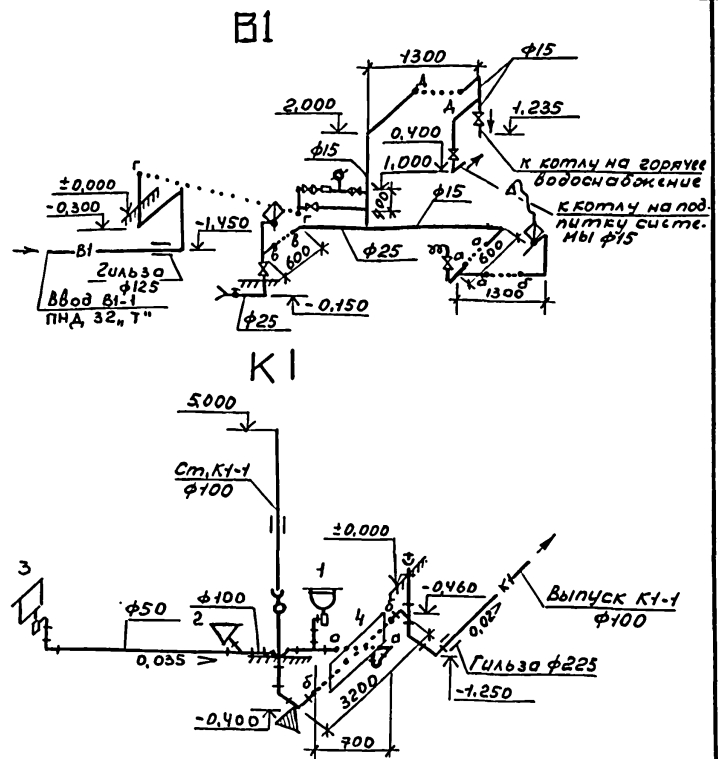 В1
1300
ф15
2,000
1,235
0,400
ф15
1,000
к котлу на горячее
водоснабжение
400
ф15
к котлу на под-
питку систе-
мы ф15
±0,000
-0,300
-1,450
В1
Гильза
ф125
Ввод В1-1
ПНД 32 „Т"
г
г
д
д
б
б
600
ф25
ф25
-0,150
а
а
600
б
1300
К1
5,000
Ст.К1-1
ф100
±0,000
3
1
-0,460
К1
Выпуск К1-1
ф100
ф50
ф100
2
4
0,02>
0,035 >
а
а
б
б
Гильза ф225
3200
-1.250
-0,400
700